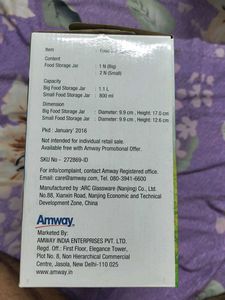 Item Food
Content
Food Storage Jar : 1 N (Big)
2 N (Small)
Capacity
Big Food Storage Jar : 1.1 L
Small Food Storage Jar : 800 ml
Dimension
Big Food Storage Jar : Diameter: 9.9 cm , Height: 17.0 cm
Small Food Storage Jar : Diameter: 9.9 cm , Height: 12.6 cm
Pkd : January' 2016
Not intended for individual retail sale.
Available free with Amway Promotional Offer.
SKU No - 272869-ID
For info/complaint, contact Amway Registered office.
Email: care@amway.com, Tel. 080-3941-6600
Manufactured by : ARC Glassware (Nanjing) Co., Ltd.
No.88, Xianxin Road, Nanjing Economic and Technical
Development Zone, China
Amway
Marketed By:
AMWAY INDIA ENTERPRISES PVT. LTD.
Regd. Off.: First Floor, Elegance Tower,
Plot No. 8, Non Hierarchical Commercial
Centre, Jasola, New Delhi-110 025
www.amway.in